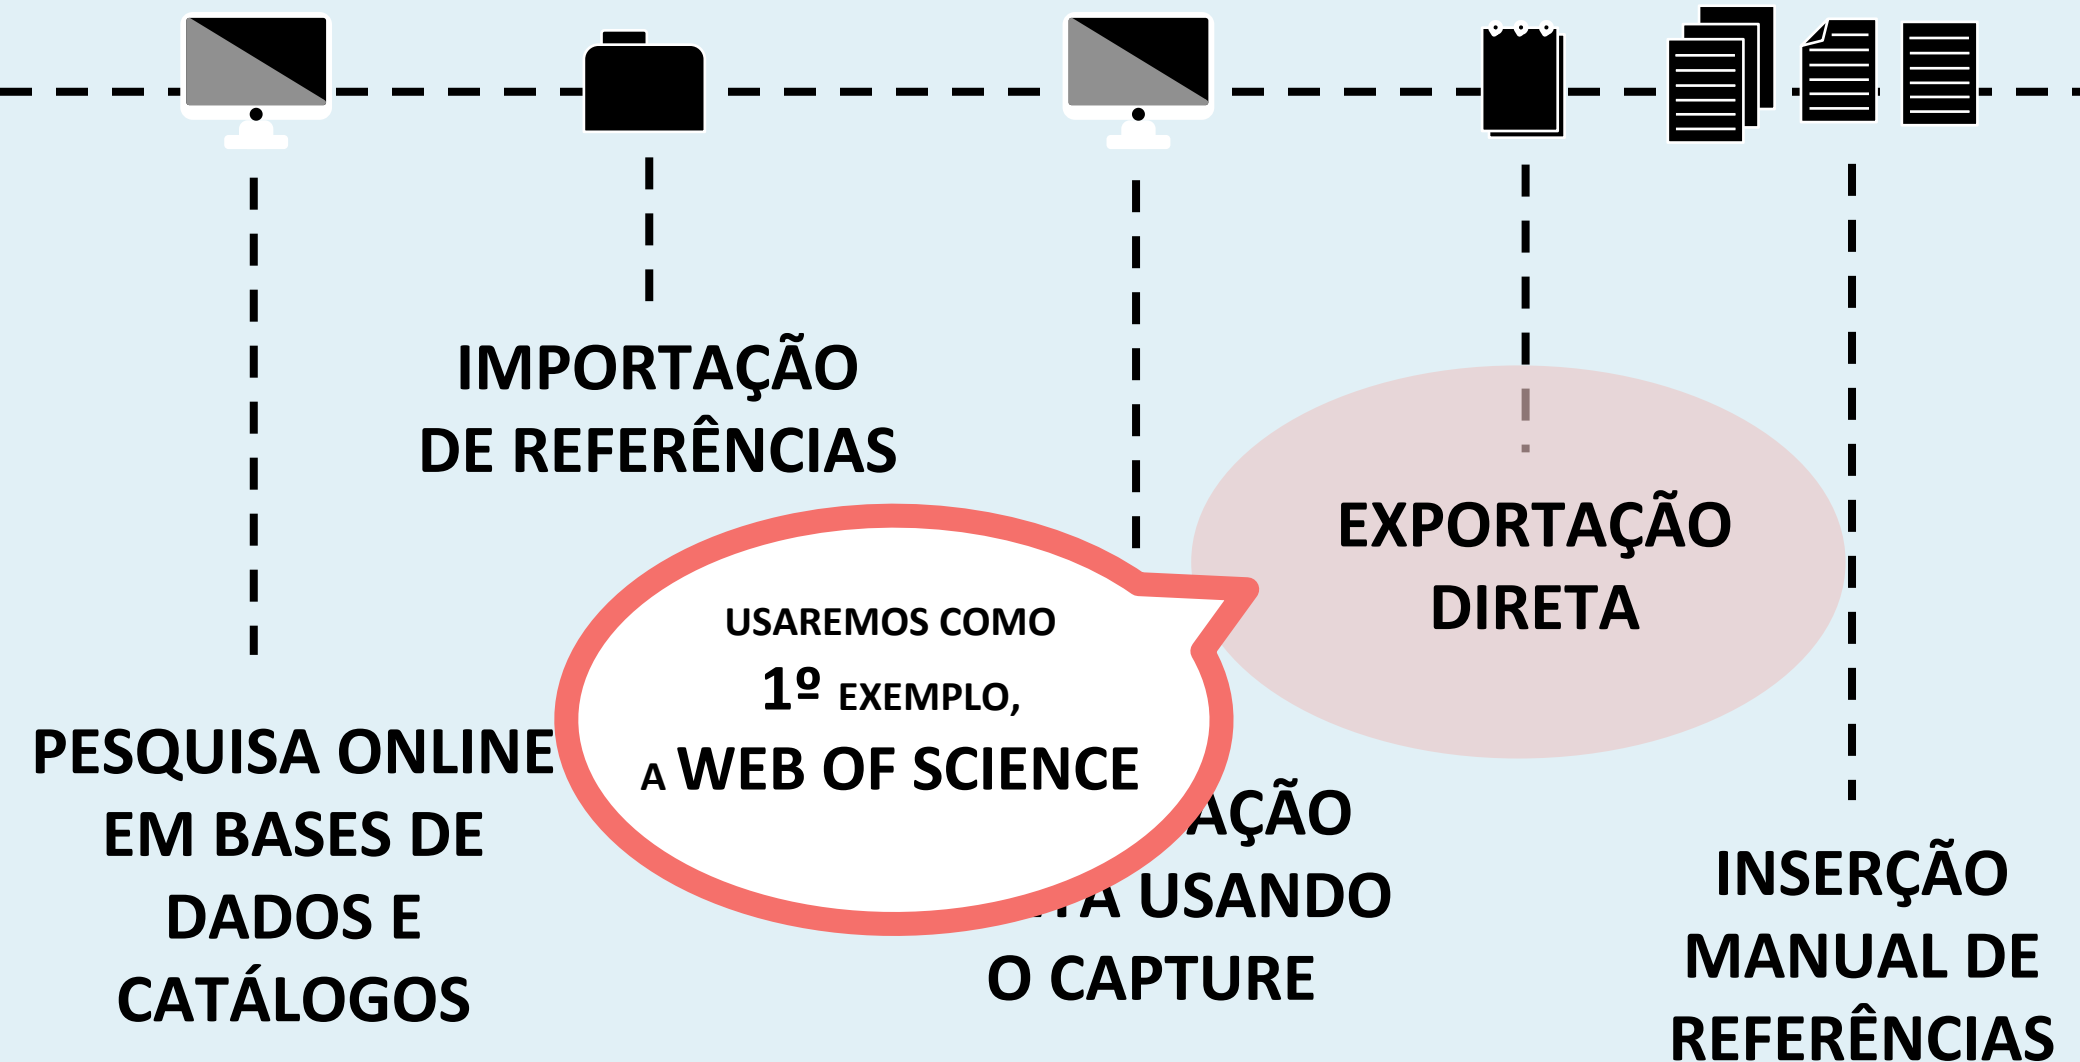 IMPORTAÇÃO
DE REFERÊNCIAS
EXPORTAÇÃO
DIRETA
USAREMOS COMO
1º EXEMPLO,
A WEB OF SCIENCE
PESQUISA ONLINE
EM BASES DE
DADOS E
CATÁLOGOS
USANDO
O CAPTURE
INSERÇÃO
MANUAL DE
REFERÊNCIAS